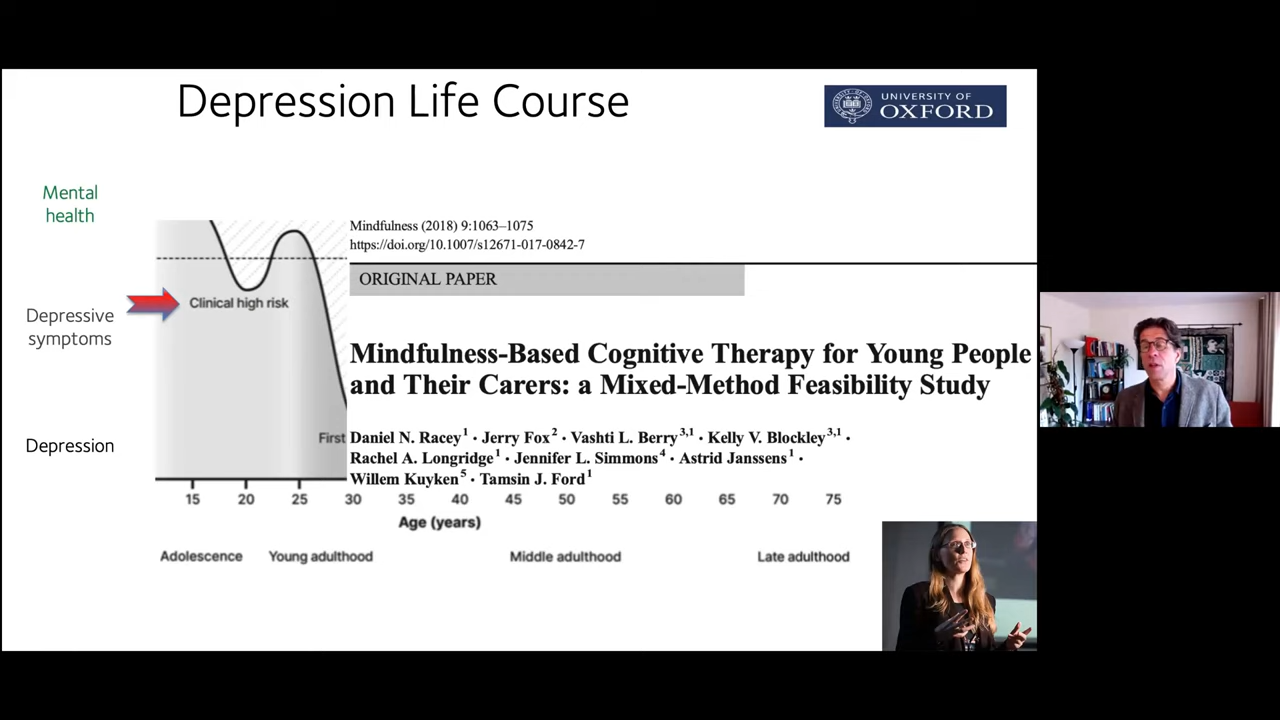 Depression Life Course
UNIVERSITY OF
OXFORD
Mental
health
Mindfulness (2018) 9:1063–1075
https://doi.org/10.1007/s12671-017-0842-7
ORIGINAL PAPER
Clinical high risk
Depressive
symptoms
Mindfulness-Based Cognitive Therapy for Young People
and Their Carers: a Mixed-Method Feasibility Study
First
Depression
Daniel N. Racey1 · Jerry Fox2 · Vashti L. Berry3,1 · Kelly V. Blockley3,1 ·
Rachel A. Longridge1 · Jennifer L. Simmons4 · Astrid Janssens1 ·
Willem Kuyken5 · Tamsin J. Ford1
15 20 25 30 35 40 45 50 55 60 65 70 75
Age (years)
Adolescence Young adulthood Middle adulthood Late adulthood